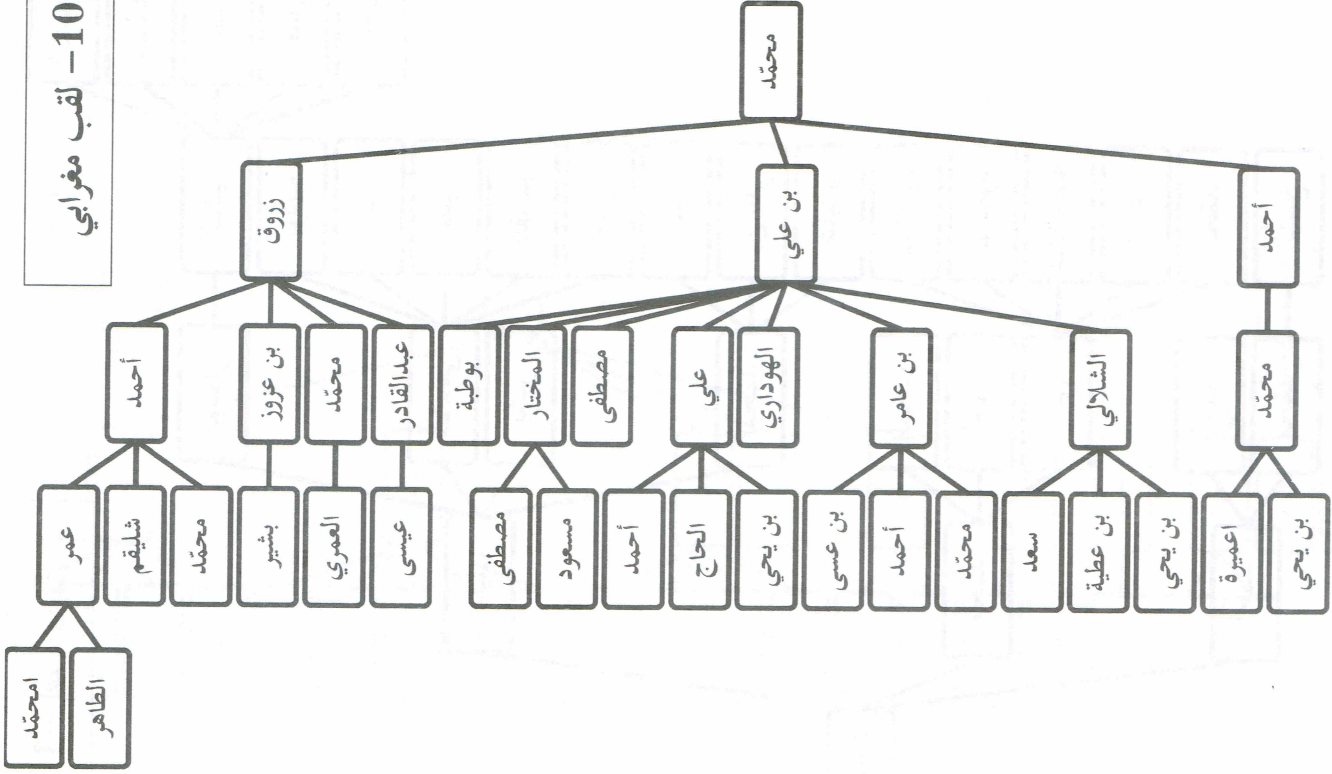 10– لقب مغرابي
محمّد
أحمد
بن علي
زروق
محمّد
الشلالي
بن عامر
الهوداري
علي
مصطفى
المختار
بوطبة
عبدالقادر
محمّد
بن عزوز
أحمد
بن يحي
اعميرة
بن يحي
بن عطية
سعد
محمّد
أحمد
بن عسى
بن يحي
الحاج
أحمد
مسعود
مصطفى
عيسى
العمري
بشير
محمّد
شليقم
عمر
الطاهر
امحمّد